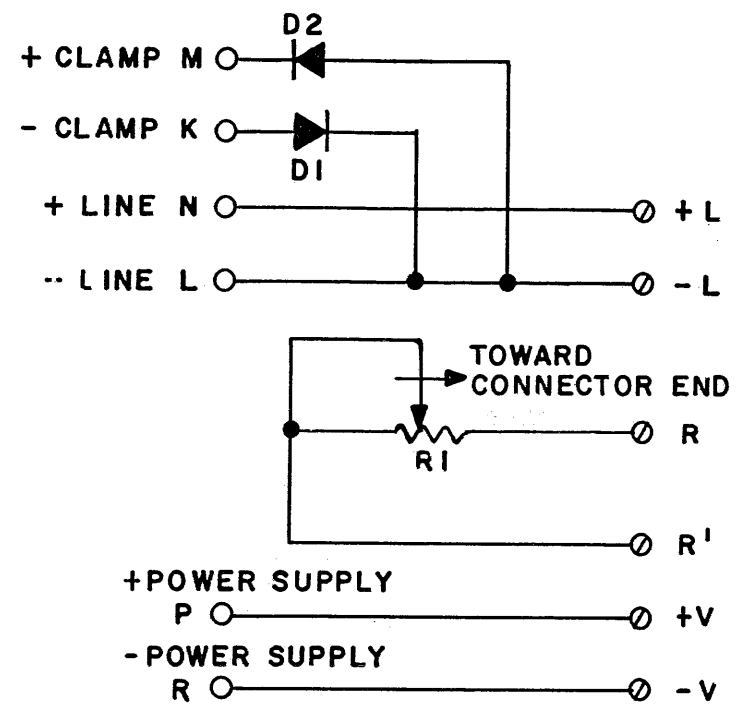 D2
+ CLAMP M
- CLAMP K
D1
+ LINE N
+ L
-- LINE L
- L
TOWARD
CONNECTOR END
R
R1
R'
+POWER SUPPLY
P
+V
-POWER SUPPLY
R
-V